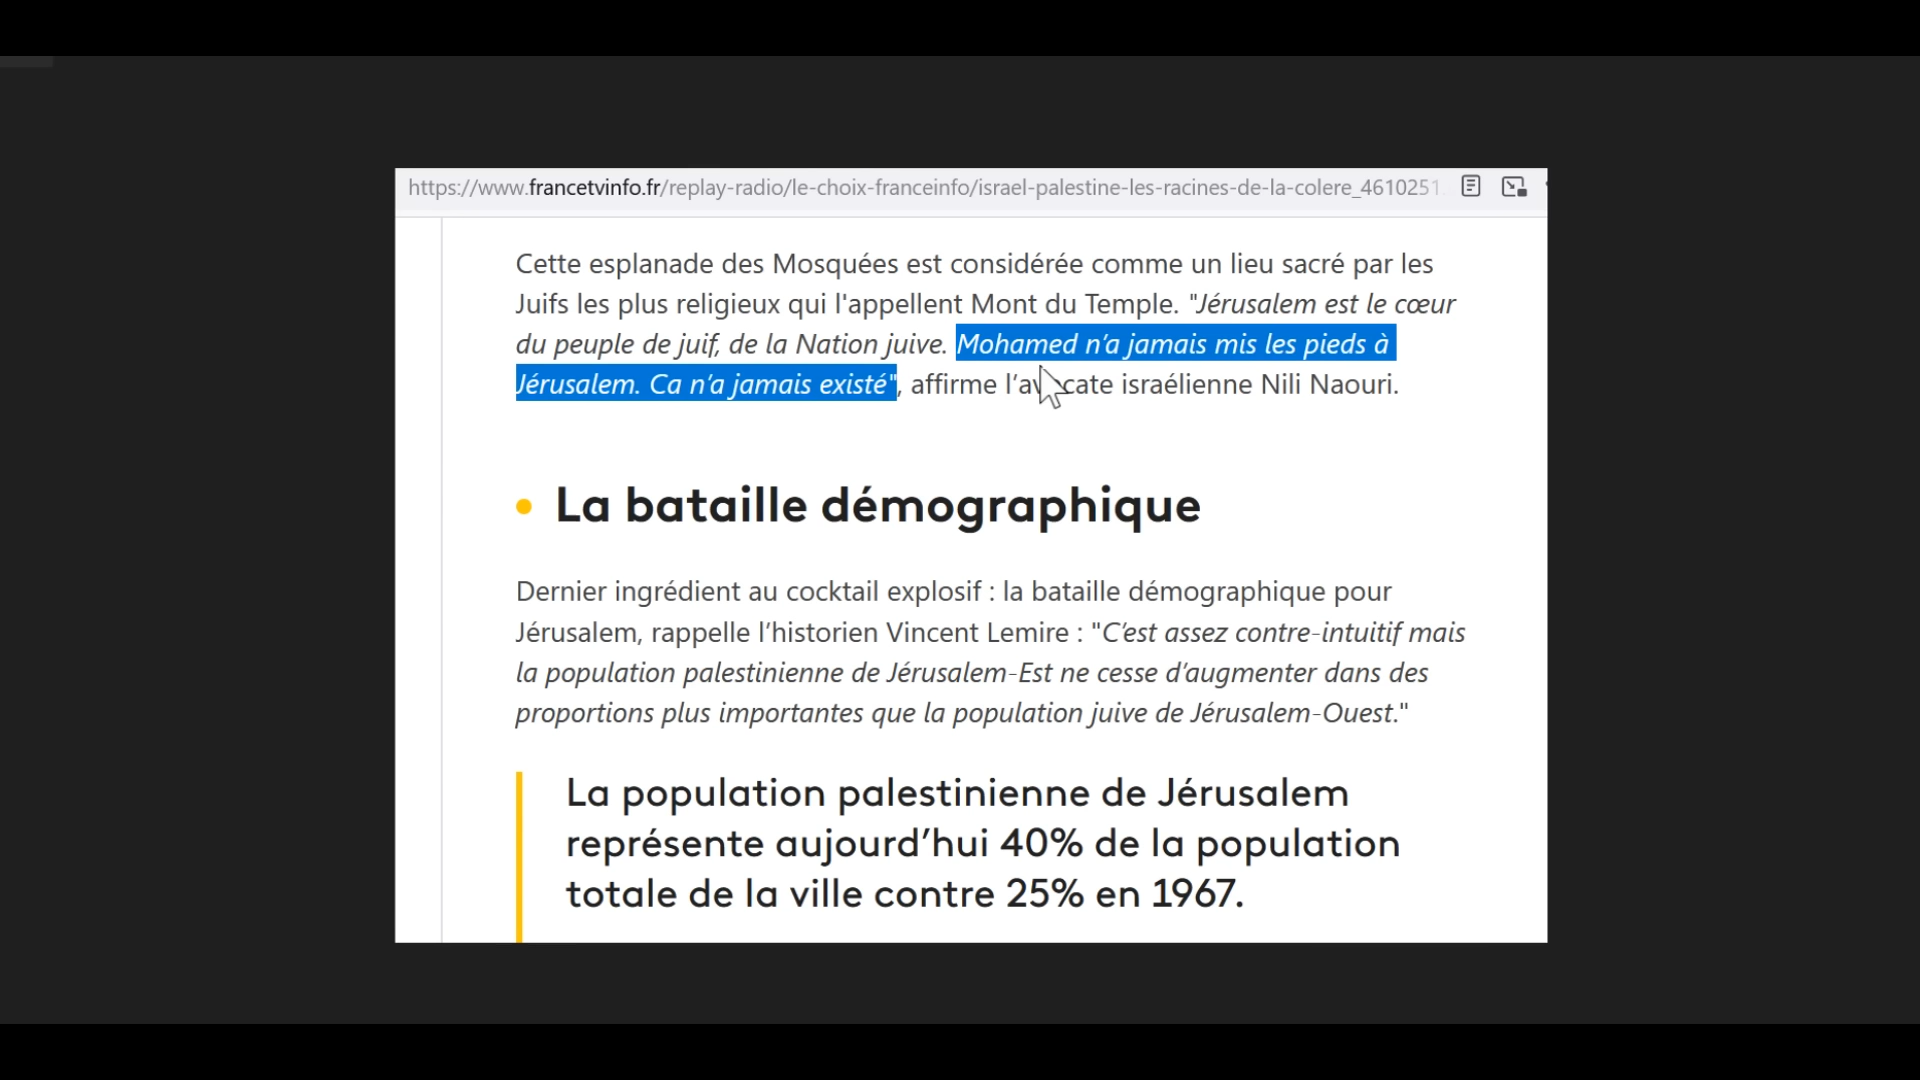 https://www.francetvinfo.fr/replay-radio/le-choix-franceinfo/israel-palestine-les-racines-de-la-colere_4610251
Cette esplanade des Mosquées est considérée comme un lieu sacré par les
Juifs les plus religieux qui l'appellent Mont du Temple. "Jérusalem est le cœur
du peuple de juif, de la Nation juive. Mohamed n’a jamais mis les pieds à
Jérusalem. Ca n’a jamais existé", affirme l’avocate israélienne Nili Naouri.
La bataille démographique
Dernier ingrédient au cocktail explosif : la bataille démographique pour
Jérusalem, rappelle l’historien Vincent Lemire : "C’est assez contre-intuitif mais
la population palestinienne de Jérusalem-Est ne cesse d’augmenter dans des
proportions plus importantes que la population juive de Jérusalem-Ouest."
La population palestinienne de Jérusalem
représente aujourd’hui 40% de la population
totale de la ville contre 25% en 1967.